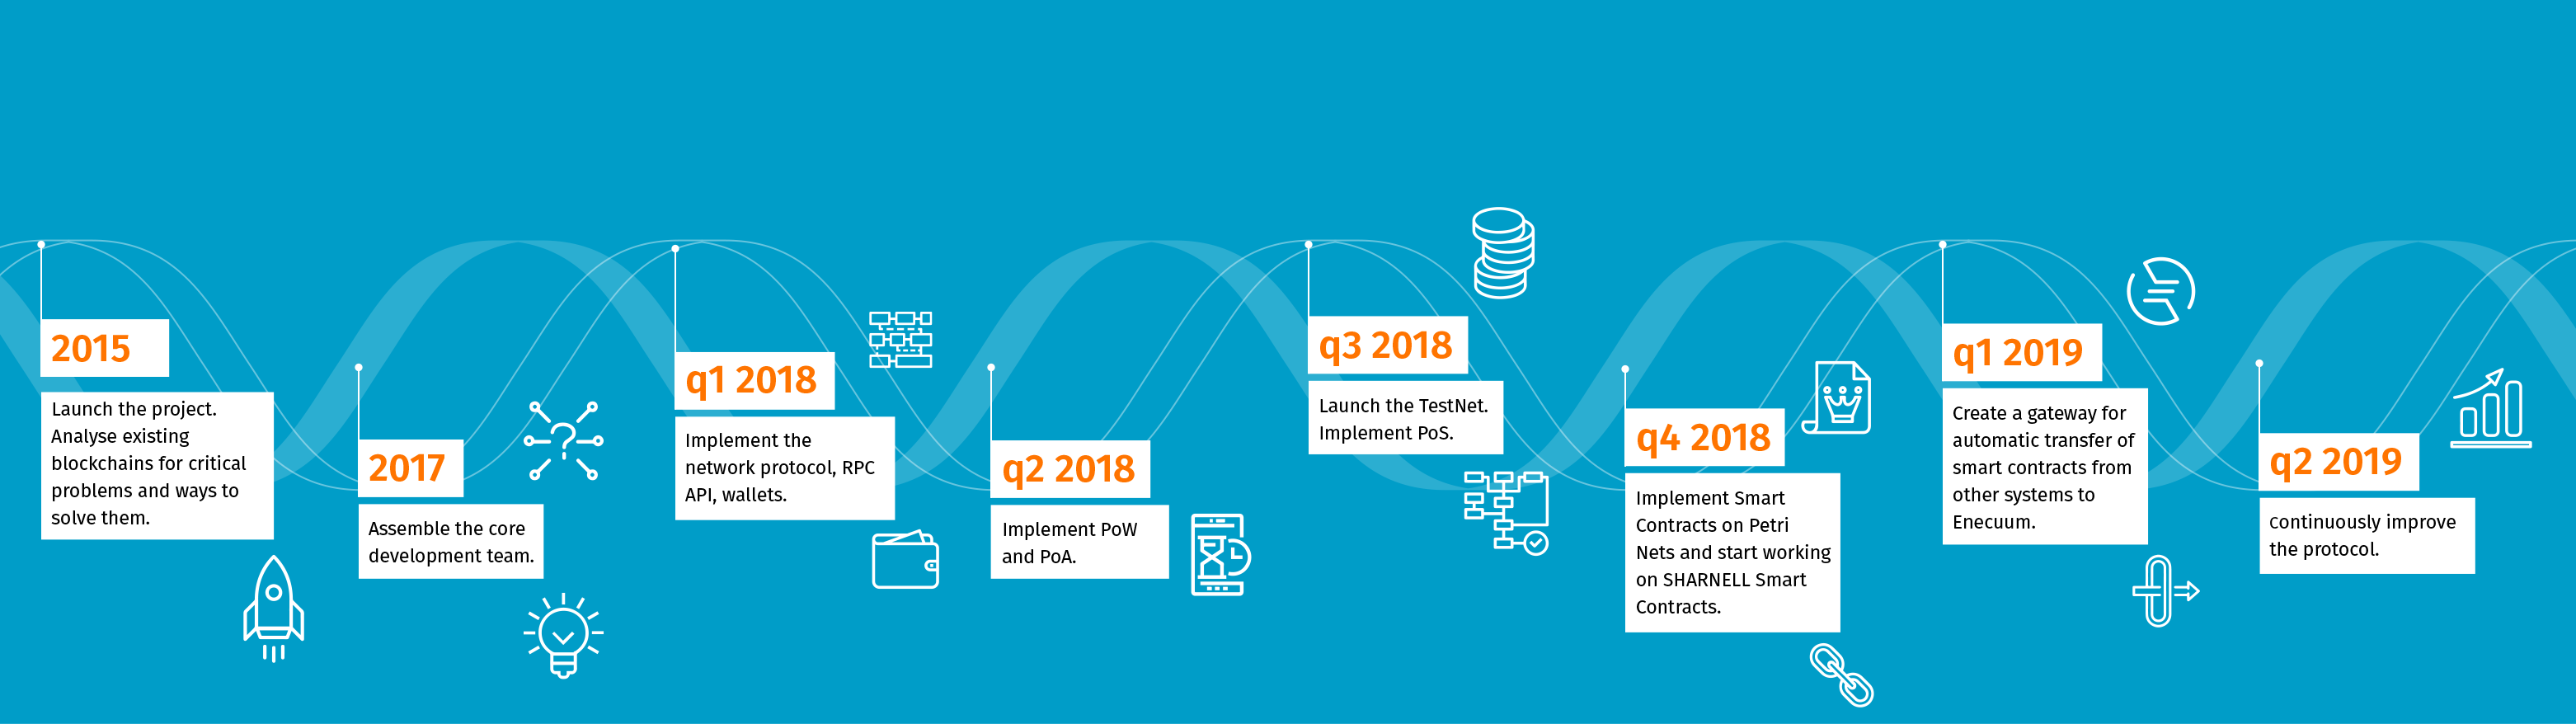 2015
Launch the project.
Analyse existing
blockchains for critical
problems and ways to
solve them.
2017
Assemble the core
development team.
q1 2018
Implement the
network protocol, RPC
API, wallets.
q2 2018
Implement PoW
and PoA.
q3 2018
Launch the TestNet.
Implement PoS.
q4 2018
Implement Smart
Contracts on Petri
Nets and start working
on SHARNELL Smart
Contracts.
q1 2019
Create a gateway for
automatic transfer of
smart contracts from
other systems to
Enecuum.
q2 2019
Continuously improve
the protocol.